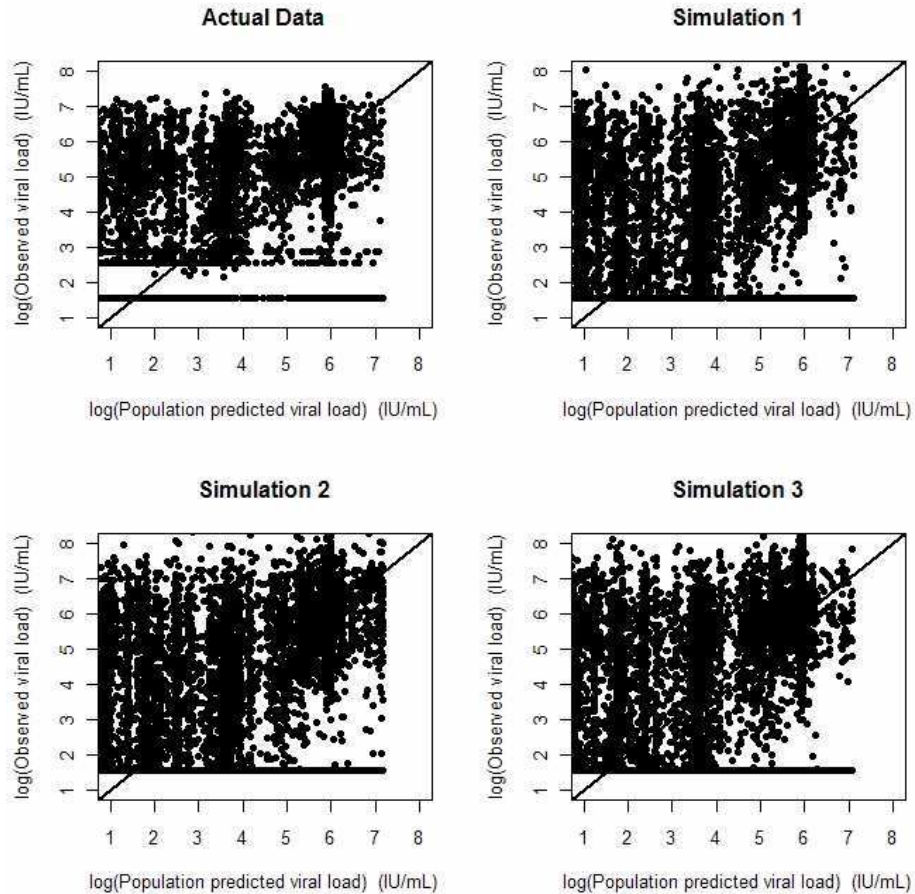 Actual Data
log(Observed viral load) (IU/mL)
8
7
6
5
4
3
2
1
1 2 3 4 5 6 7 8
log(Population predicted viral load) (IU/mL)
Simulation 1
log(Observed viral load) (IU/mL)
8
7
6
5
4
3
2
1
1 2 3 4 5 6 7 8
log(Population predicted viral load) (IU/mL)
Simulation 2
log(Observed viral load) (IU/mL)
8
7
6
5
4
3
2
1
1 2 3 4 5 6 7 8
log(Population predicted viral load) (IU/mL)
Simulation 3
log(Observed viral load) (IU/mL)
8
7
6
5
4
3
2
1
1 2 3 4 5 6 7 8
log(Population predicted viral load) (IU/mL)